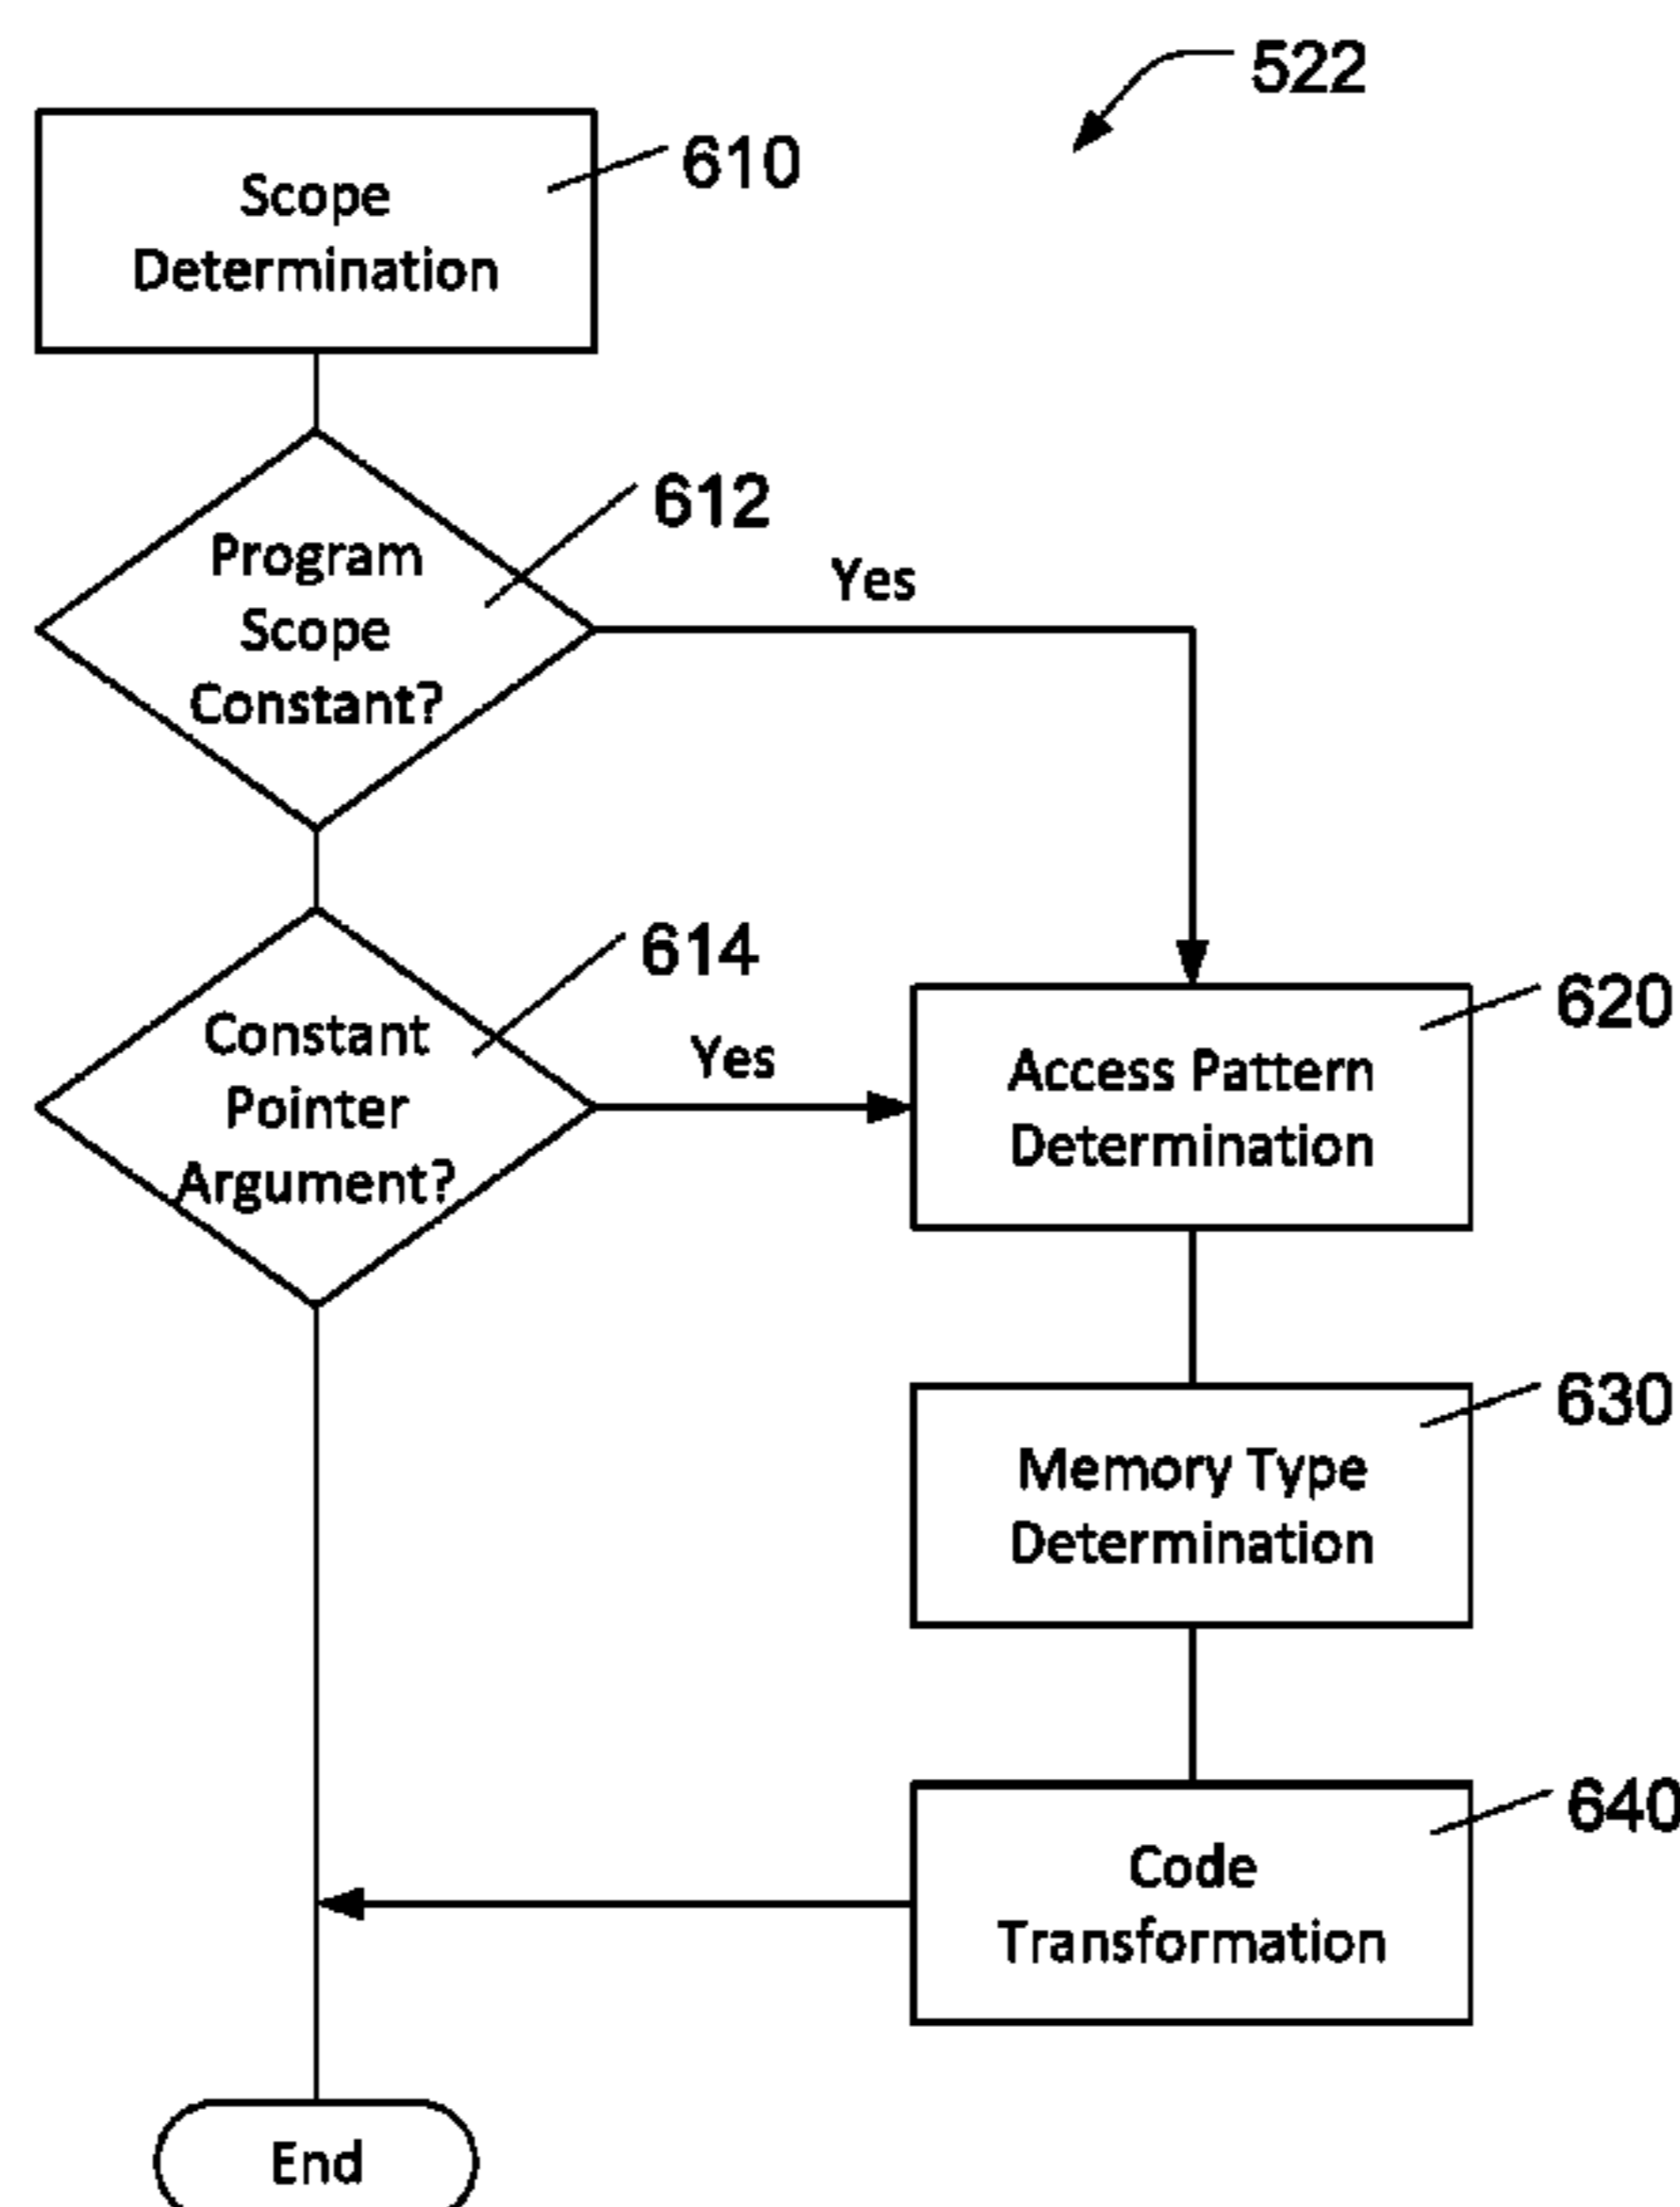 522
610
Scope
Determination
612
Program
Scope
Constant?
Yes
614
Constant
Pointer
Argument?
Yes
620
Access Pattern
Determination
630
Memory Type
Determination
640
Code
Transformation
End